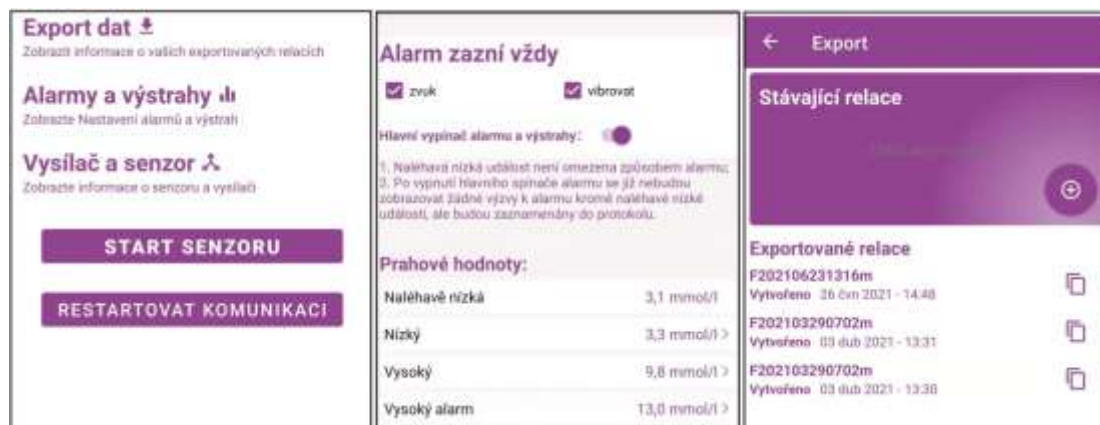 Export dat
Zobrazit informace o vašich exportovaných relacích
Alarmy a výstrahy
Zobrazte Nastavení alarmů a výstrah
Vysílač a senzor
Zobrazte informace o senzoru a vysílači
START SENZORU
RESTARTOVAT KOMUNIKACI
Alarm zazní vždy
zvuk
vibrovat
Hlavní vypínač alarmu a výstrahy:
1. Naléhavá nízká událost není omezena způsobem alarmu;
2. Po vypnutí hlavního spínače alarmu se již nebudou
zobrazovat žádné výzvy k alarmu kromě naléhavé nízké
události, ale budou zaznamenány do protokolu.
Prahové hodnoty:
Naléhavě nízká 3,1 mmol/l
Nízký 3,3 mmol/l >
Vysoký 9,8 mmol/l >
Vysoký alarm 13,0 mmol/l >
Export
Stávající relace
Exportované relace
F202106231316m
Vytvořeno 26 čvn 2021 - 14:48
F202103290702m
Vytvořeno 03 dub 2021 - 13:31
F202103290702m
Vytvořeno 03 dub 2021 - 13:30